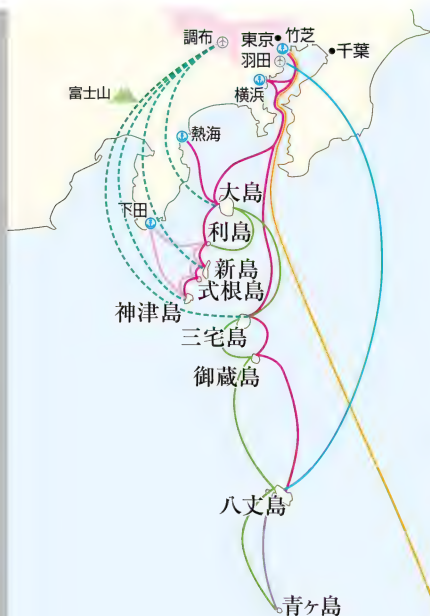 調布
東京
竹芝
羽田
千葉
富士山
横浜
熱海
下田
大島
利島
新島
式根島
神津島
三宅島
御蔵島
八丈島
青ヶ島